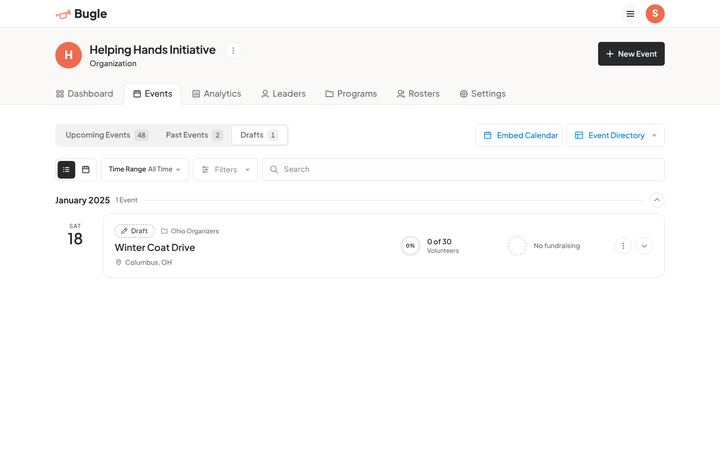 Bugle
S
H
Helping Hands Initiative
Organization
New Event
Dashboard
Events
Analytics
Leaders
Programs
Rosters
Settings
Upcoming Events 48
Past Events 2
Drafts 1
Embed Calendar
Event Directory
Time Range All Time
Filters
Search
January 2025 1 Event
SAT
18
Draft
Ohio Organizers
Winter Coat Drive
Columbus, OH
0%
0 of 30
Volunteers
No fundraising